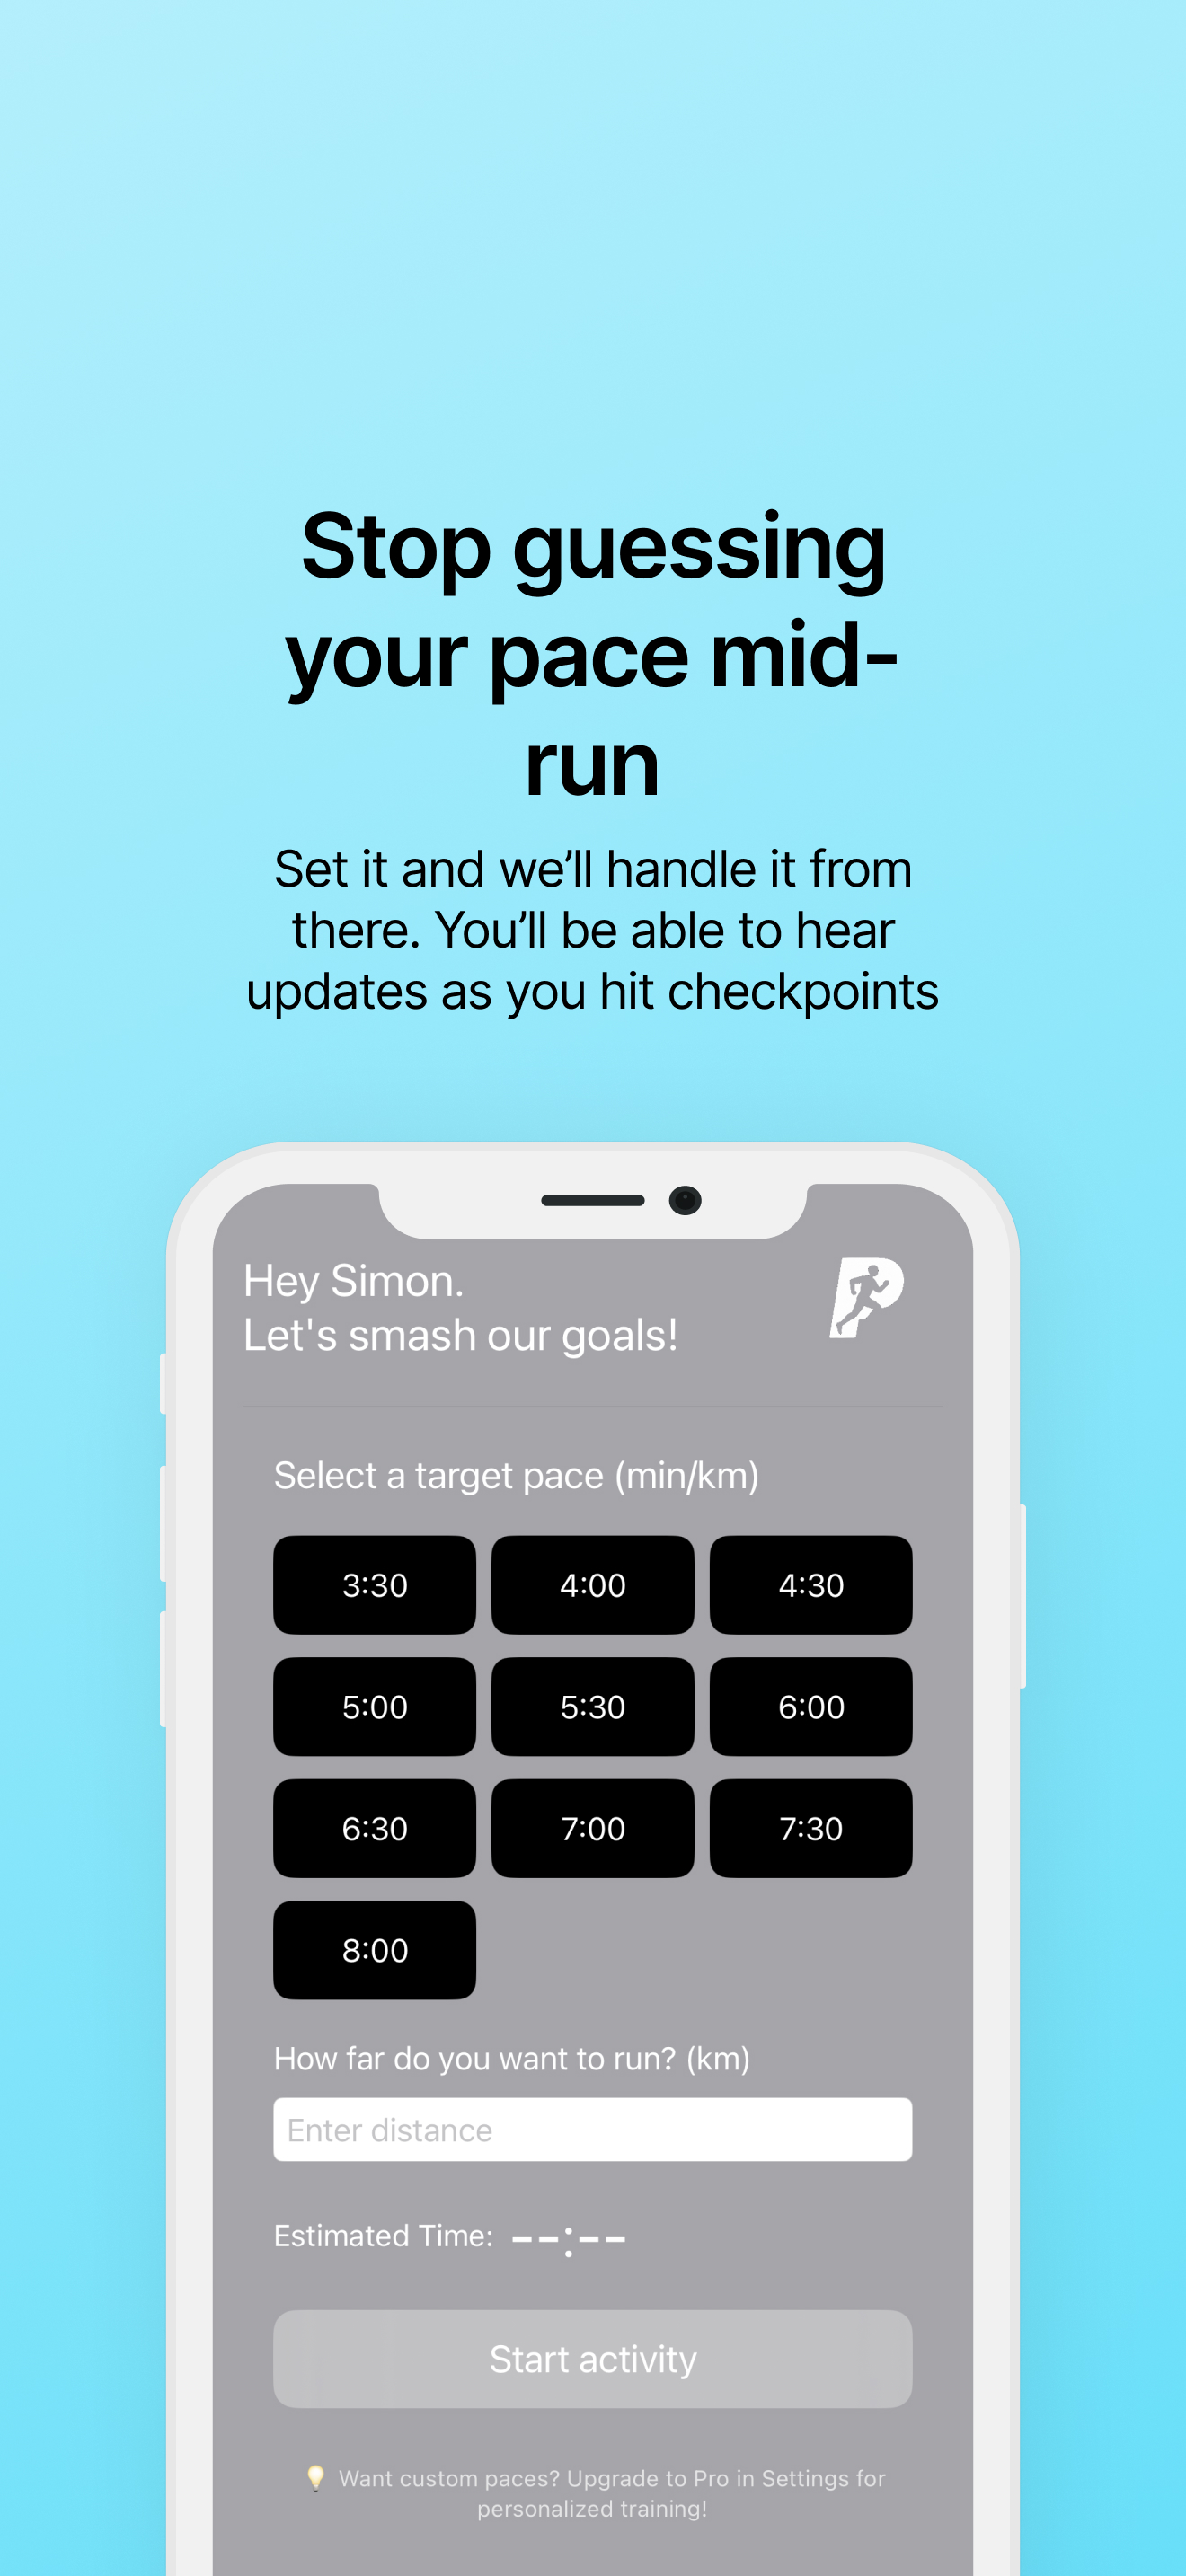 Stop guessing
your pace mid-
run
Set it and we’ll handle it from
there. You’ll be able to hear
updates as you hit checkpoints
Hey Simon.
Let's smash our goals!
Select a target pace (min/km)
3:30 4:00 4:30
5:00 5:30 6:00
6:30 7:00 7:30
8:00
How far do you want to run? (km)
Enter distance
Estimated Time: --:--
Start activity
💡 Want custom paces? Upgrade to Pro in Settings for
personalized training!